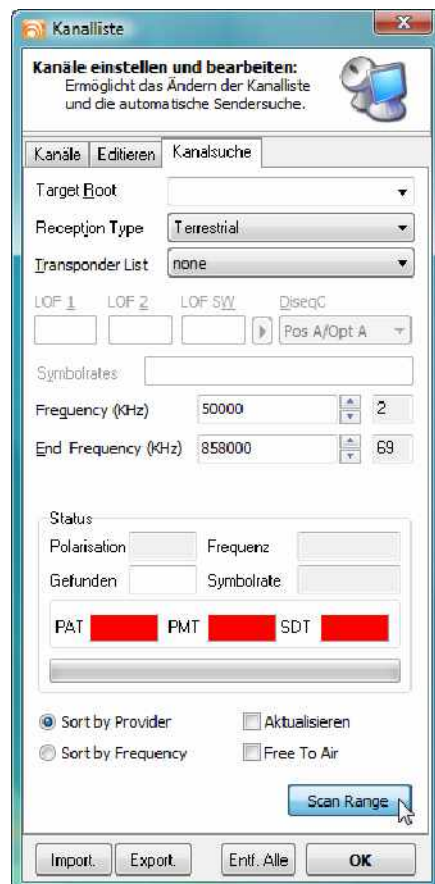 Kanalliste
Kanäle einstellen und bearbeiten:
Ermöglicht das Ändern der Kanalliste
und die automatische Sendersuche.
Kanäle Editieren Kanalsuche
Target Root
Reception Type Terrestrial
Transponder List none
LOF 1 LOF 2 LOF SW DiseqC
Pos A/Opt A
Symbolrates
Frequency (KHz) 50000 2
End Frequency (KHz) 858000 69
Status
Polarisation Frequenz
Gefunden Symbolrate
PAT PMT SDT
Sort by Provider Aktualisieren
Sort by Frequency Free To Air
Scan Range
Import. Export. Entf. Alle OK